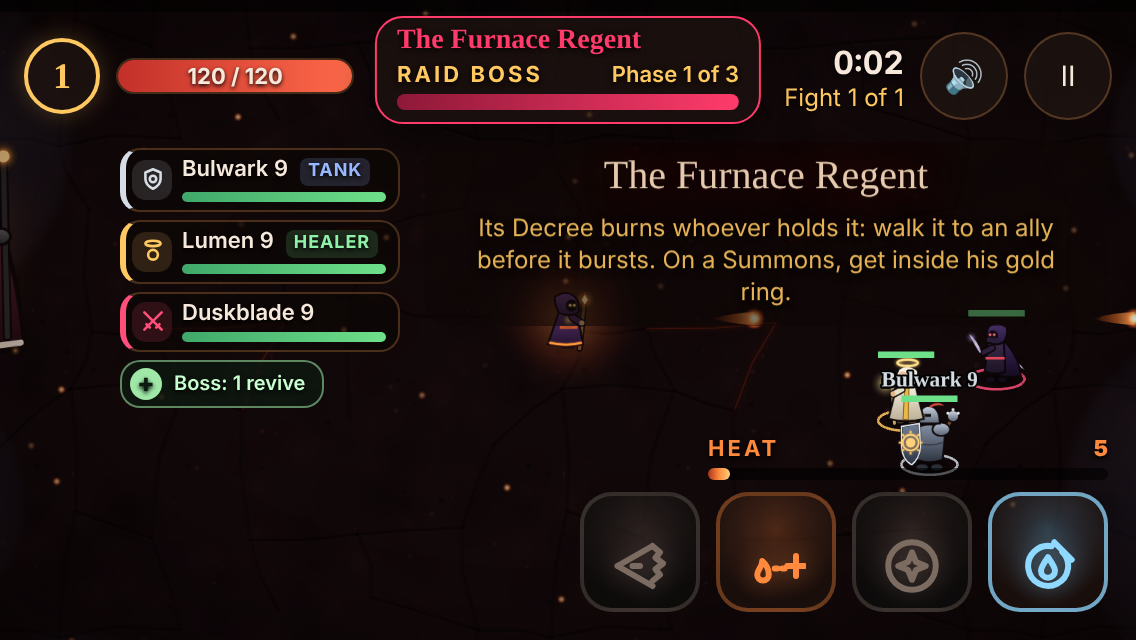 1
120 / 120
The Furnace Regent
RAID BOSS Phase 1 of 3
0:02
Fight 1 of 1
Bulwark 9 TANK
Lumen 9 HEALER
Duskblade 9
Boss: 1 revive
The Furnace Regent
Its Decree burns whoever holds it: walk it to an ally
before it bursts. On a Summons, get inside his gold
ring.
Bulwark 9
HEAT 5